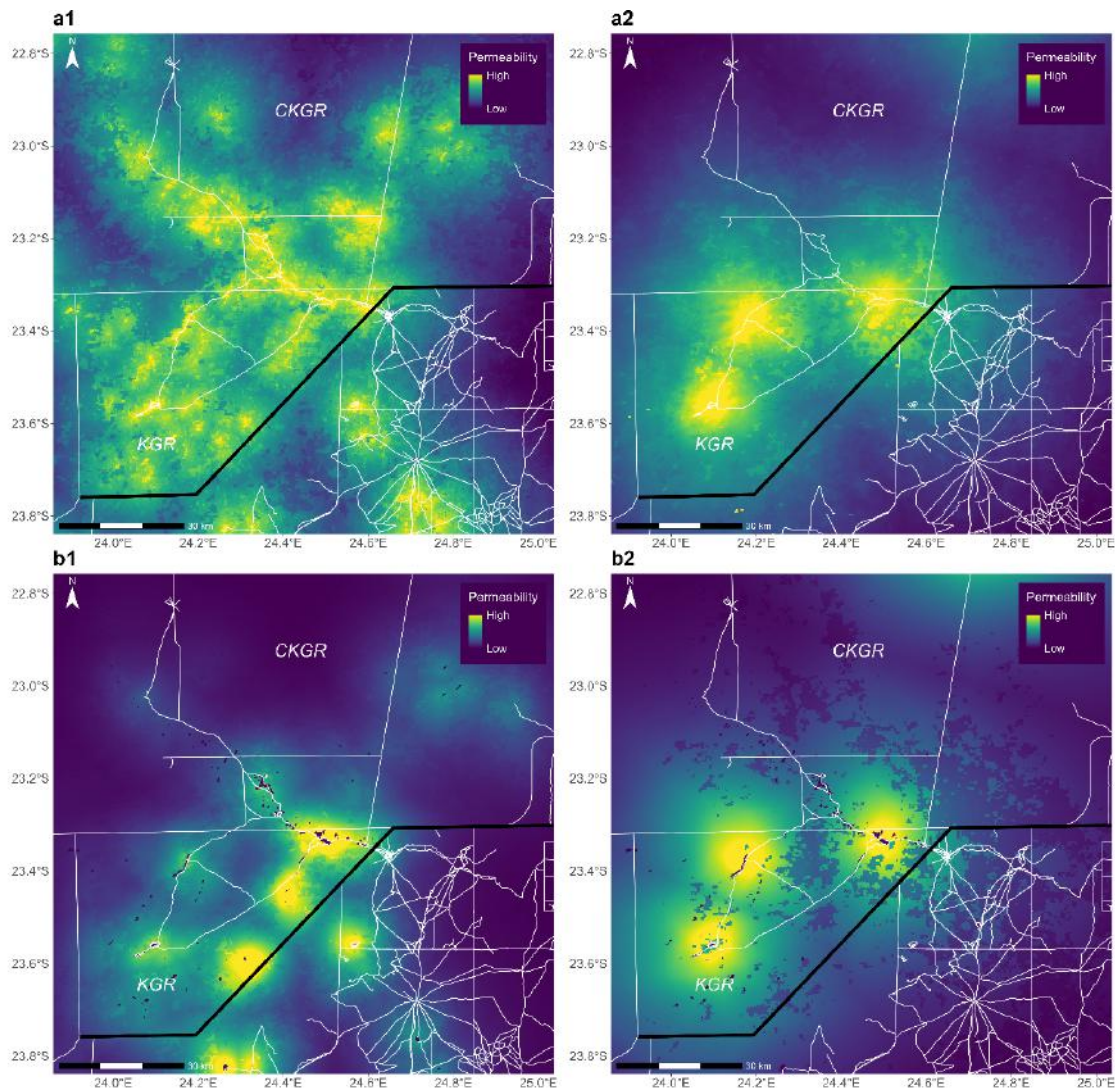 a1
a2
N
Permeability
High
Low
CKGR
KGR
22.8°S
23.0°S
23.2°S
23.4°S
23.6°S
23.8°S
30 km
24.0°E 24.2°E 24.4°E 24.6°E 24.8°E 25.0°E
N
Permeability
High
Low
CKGR
KGR
30 km
24.0°E 24.2°E 24.4°E 24.6°E 24.8°E 25.0°E
b1
b2
N
Permeability
High
Low
CKGR
KGR
22.8°S
23.0°S
23.2°S
23.4°S
23.6°S
23.8°S
30 km
24.0°E 24.2°E 24.4°E 24.6°E 24.8°E 25.0°E
N
Permeability
High
Low
CKGR
KGR
30 km
24.0°E 24.2°E 24.4°E 24.6°E 24.8°E 25.0°E